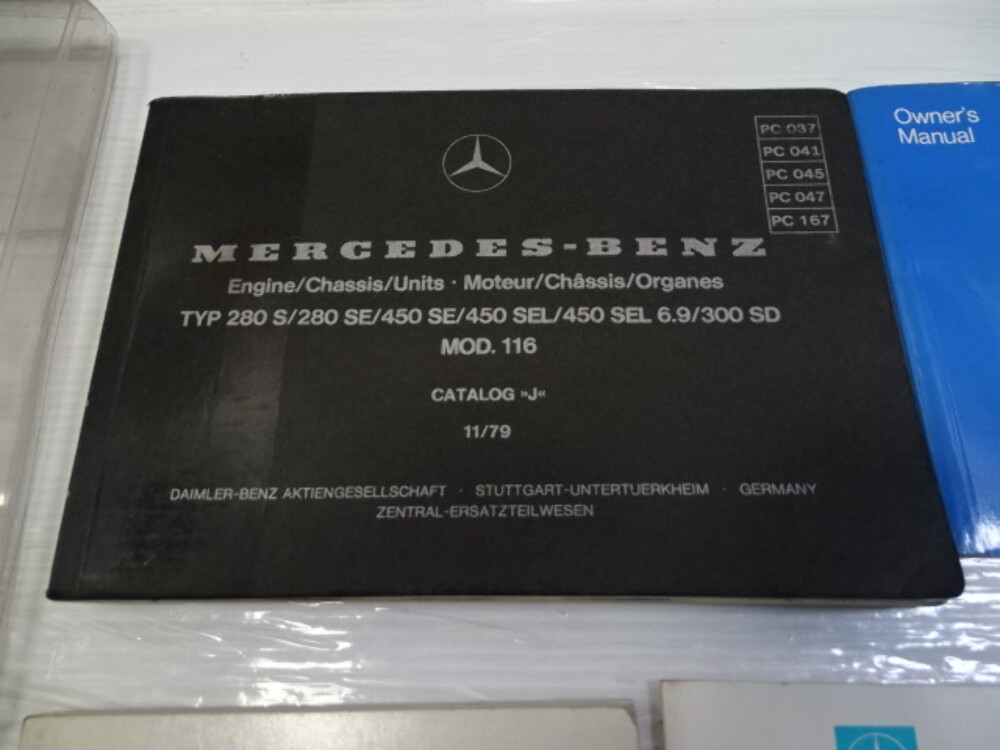 PC 037
PC 041
PC 045
PC 047
PC 167
MERCEDES-BENZ
Engine/Chassis/Units · Moteur/Châssis/Organes
TYP 280 S/280 SE/450 SE/450 SEL/450 SEL 6.9/300 SD
MOD. 116
CATALOG »J«
11/79
DAIMLER-BENZ AKTIENGESELLSCHAFT · STUTTGART-UNTERTUERKHEIM · GERMANY
ZENTRAL-ERSATZTEILWESEN
Owner's
Manual